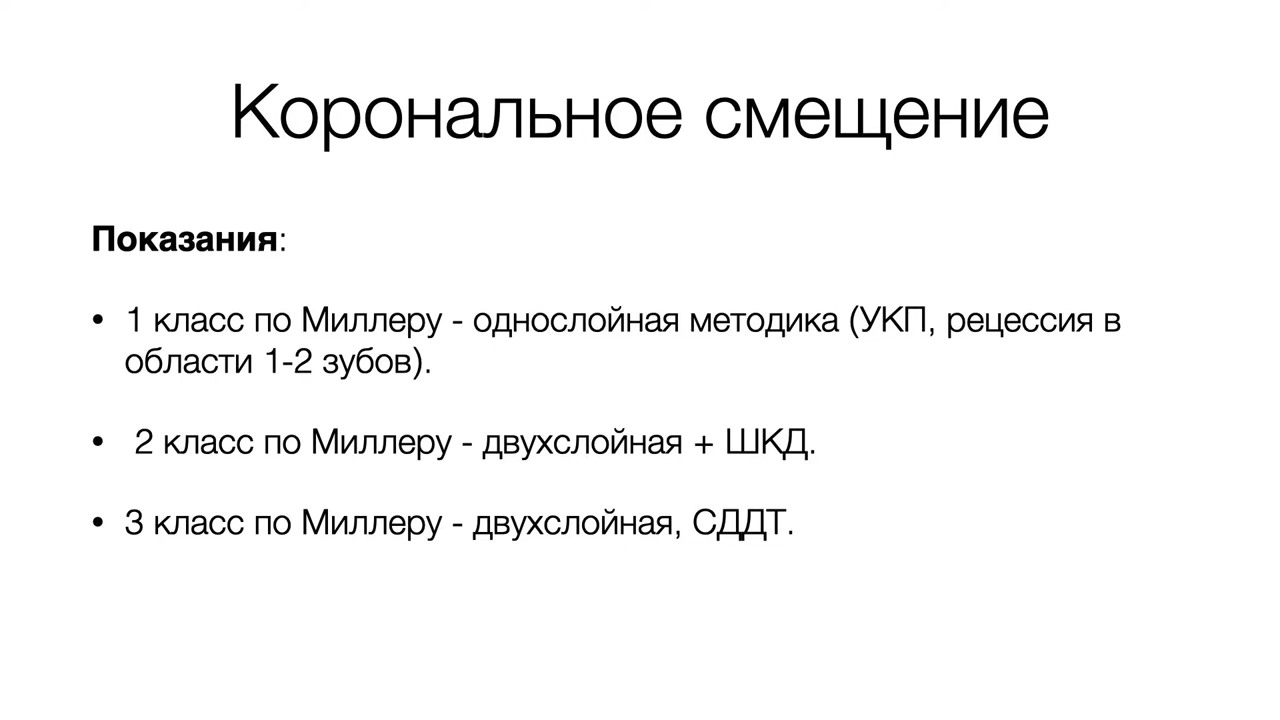 Корональное смещение
Показания:
• 1 класс по Миллеру - однослойная методика (УКП, рецессия в
области 1-2 зубов).
• 2 класс по Миллеру - двухслойная + ШКД.
• 3 класс по Миллеру - двухслойная, СДДТ.